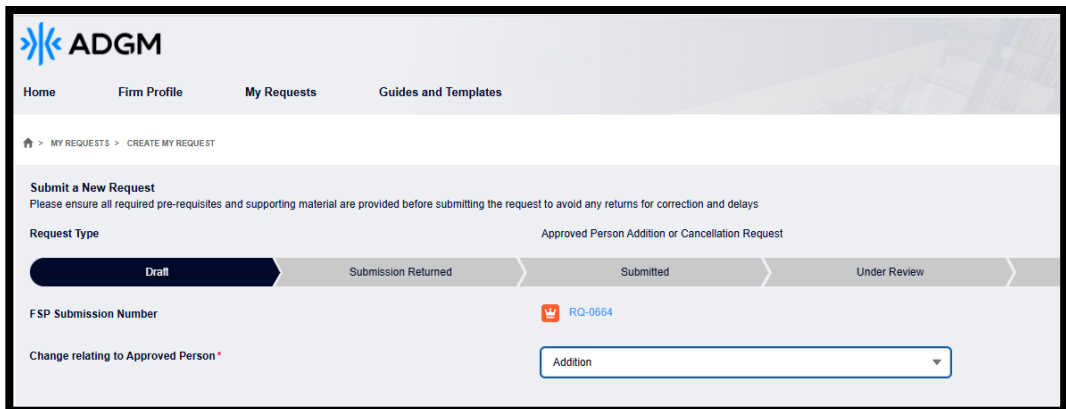 ADGM
Home Firm Profile My Requests Guides and Templates
> MY REQUESTS > CREATE MY REQUEST
Submit a New Request
Please ensure all required pre-requisites and supporting material are provided before submitting the request to avoid any returns for correction and delays
Request Type Approved Person Addition or Cancellation Request
Draft Submission Returned Submitted Under Review
FSP Submission Number RQ-0664
Change relating to Approved Person* Addition